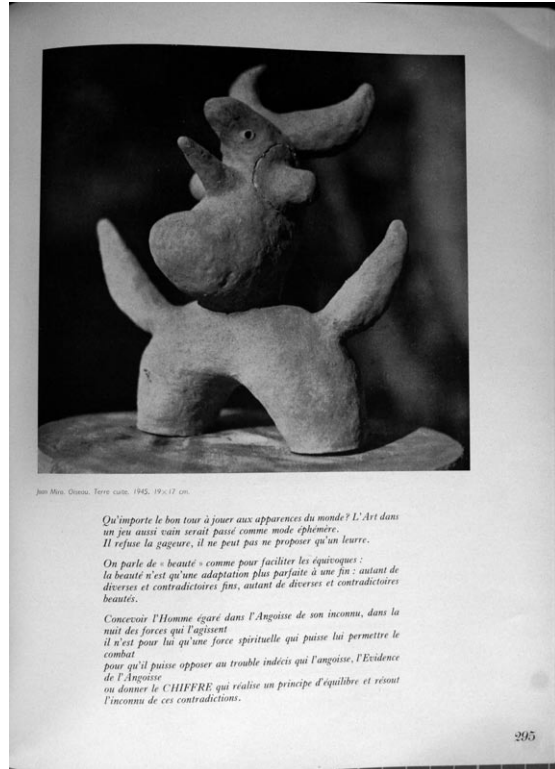 Joan Miro. Oiseau. Terre cuite. 1945. 19×17 cm.
Qu'importe le bon tour à jouer aux apparences du monde? L'Art dans
un jeu aussi vain serait passé comme mode éphémère.
Il refuse la gageure, il ne peut pas ne proposer qu'un leurre.
On parle de « beauté » comme pour faciliter les équivoques :
la beauté n'est qu'une adaptation plus parfaite à une fin : autant de
diverses et contradictoires fins, autant de diverses et contradictoires
beautés.
Concevoir l'Homme égaré dans l'Angoisse de son inconnu, dans la
nuit des forces qui l'agissent
il n'est pour lui qu'une force spirituelle qui puisse lui permettre le
combat
pour qu'il puisse opposer au trouble indécis qui l'angoisse, l'Evidence
de l'Angoisse
ou donner le CHIFFRE qui réalise un principe d'équilibre et résout
l'inconnu de ces contradictions.
295